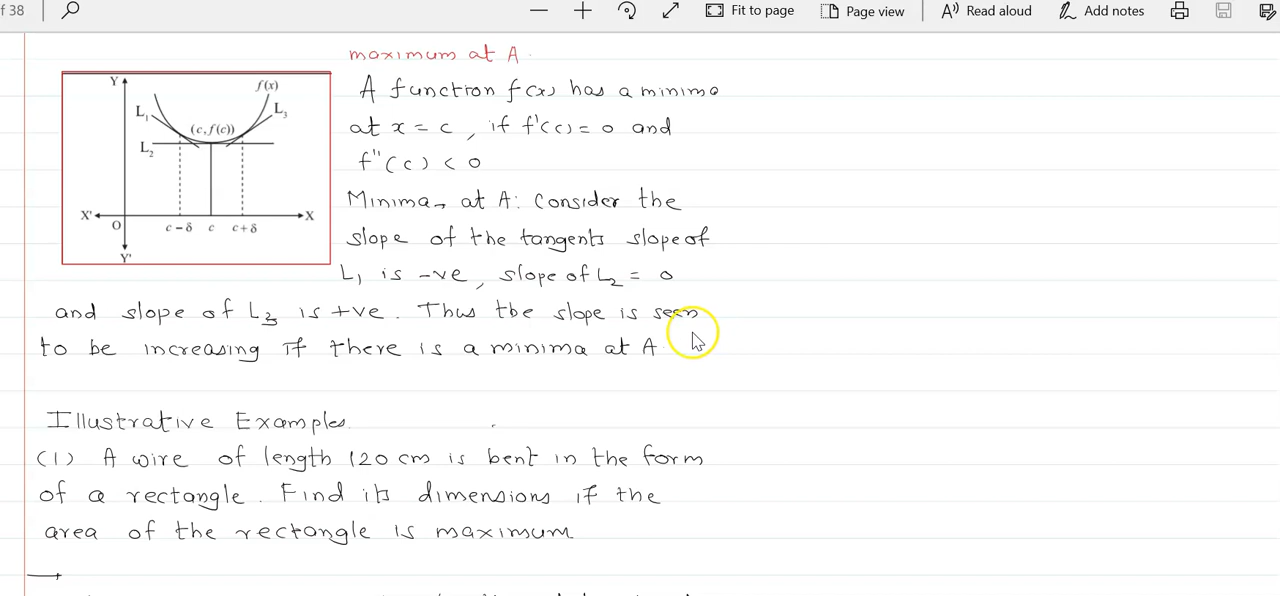 f 38
Fit to page
Page view
Read aloud
Add notes
maximum at A.
Y
f(x)
L1
L3
(c, f(c))
L2
X'
O
X
c – δ c c + δ
Y'
A function f(x) has a minima
at x = c, if f'(c) = 0 and
f"(c) < 0
Minima, at A: Consider the
slope of the tangents slope of
L1 is -ve, slope of L2 = 0
and slope of L3 is +ve. Thus the slope is seen
to be increasing if there is a minima at A.
Illustrative Examples.
(1) A wire of length 120 cm is bent in the form
of a rectangle. Find its dimensions if the
area of the rectangle is maximum